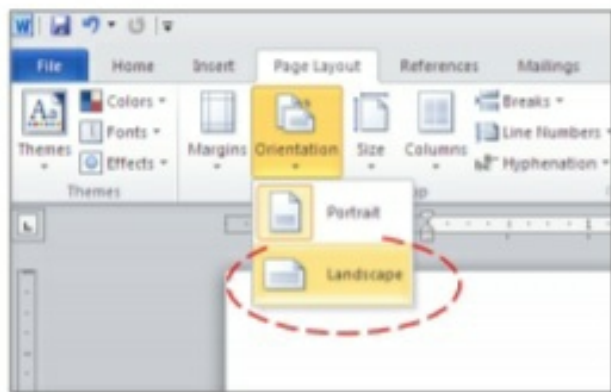 File Home Insert Page Layout References Mailings
Aa Colors Fonts Effects
Themes Margins Orientation Size Columns
Breaks
Line Numbers
Hyphenation
Themes
Portrait
Landscape